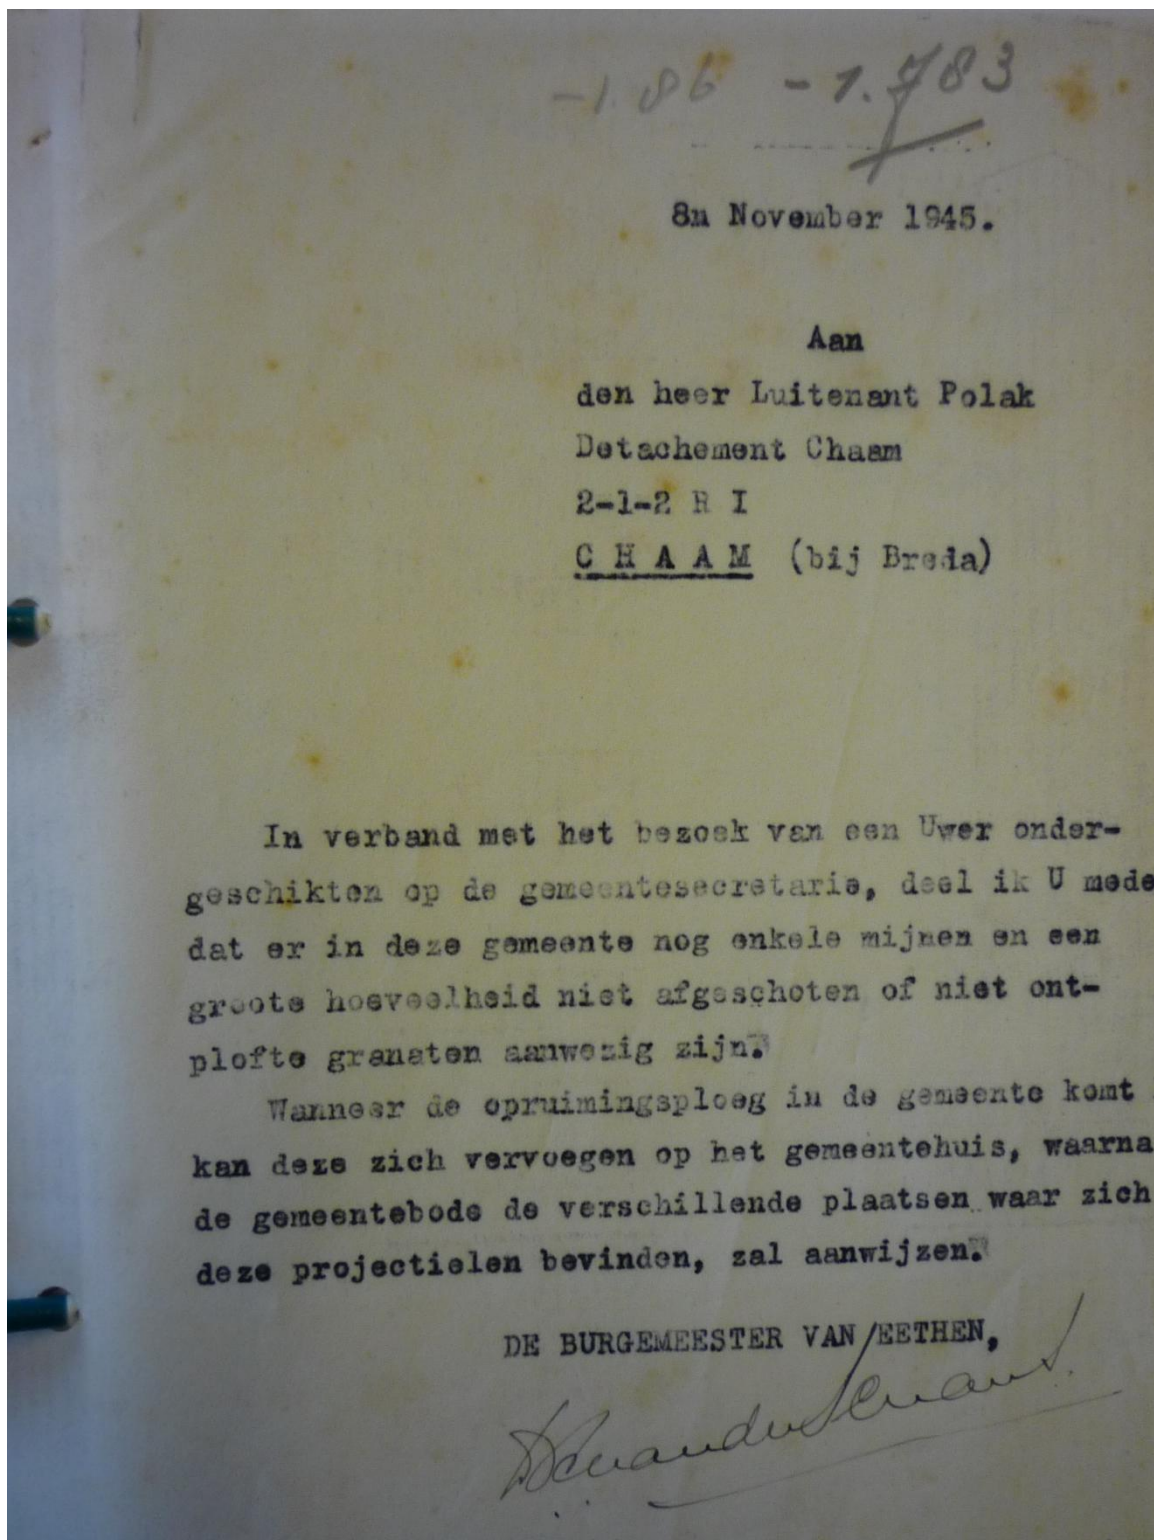 -1.86 -1.783
8n November 1945.
Aan
den heer Luitenant Polak
Detachement Chaam
2-1-2 R I
C H A A M (bij Breda)
In verband met het bezoek van een Uwer onder-
geschikten op de gemeentesecretarie, deel ik U mede
dat er in deze gemeente nog enkele mijnen en een
groote hoeveelheid niet afgeschoten of niet ont-
plofte granaten aanwezig zijn.
Wanneer de opruimingsploeg in de gemeente komt
kan deze zich vervoegen op het gemeentehuis, waarna
de gemeentebode de verschillende plaatsen waar zich
deze projectielen bevinden, zal aanwijzen.
DE BURGEMEESTER VAN EETHEN,